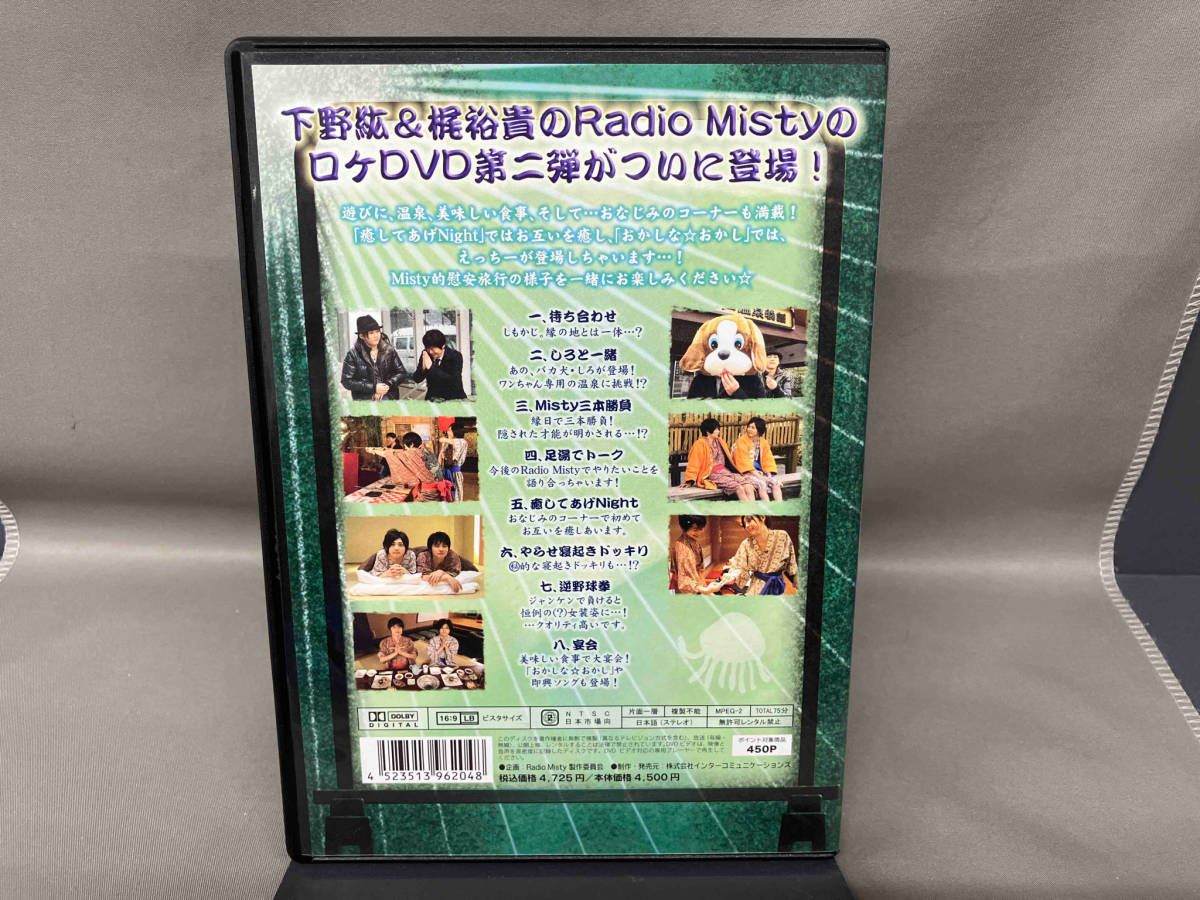 下野紘&梶裕貴のRadio Mistyの
ロケDVD第二弾がついに登場!
遊びに、温泉、美味しい食事、そして…おなじみのコーナーも満載!
「癒してあげNight」ではお互いを癒し、「おかしな☆おかし」では、
えっちーが登場しちゃいます…!
Misty的慰安旅行の様子を一緒にお楽しみください☆
一、待ち合わせ
しもかじ。縁の地とは一体…?
二、しろと一緒
あの、バカ犬・しろが登場!
ワンちゃん専用の温泉に挑戦!?
三、Misty三本勝負
縁日で三本勝負!
隠された才能が明かされる…!?
四、足湯でトーク
今後のRadio Mistyでやりたいことを
語り合っちゃいます!
五、癒してあげNight
おなじみのコーナーで初めて
お互いを癒しあいます。
六、やらせ寝起きドッキリ
㊙的な寝起きドッキリも…!?
七、逆野球拳
ジャンケンで負けると
恒例の(?)女装姿に…!
…クオリティ高いです。
八、宴会
美味しい食事で大宴会!
「おかしな☆おかし」や
即興ソングも登場!
DOLBY
DIGITAL
16:9 LB ビスタサイズ
2 NTSC
日本市場向
片面一層 複製不能 MPEG-2 TOTAL75分
日本語(ステレオ) 無許可レンタル禁止
4 523513 962048
ポイント対象商品
450P
●企画:Radio Misty 製作委員会 ●制作・発売元:株式会社インターコミュニケーションズ
税込価格 4,725円/本体価格 4,500円